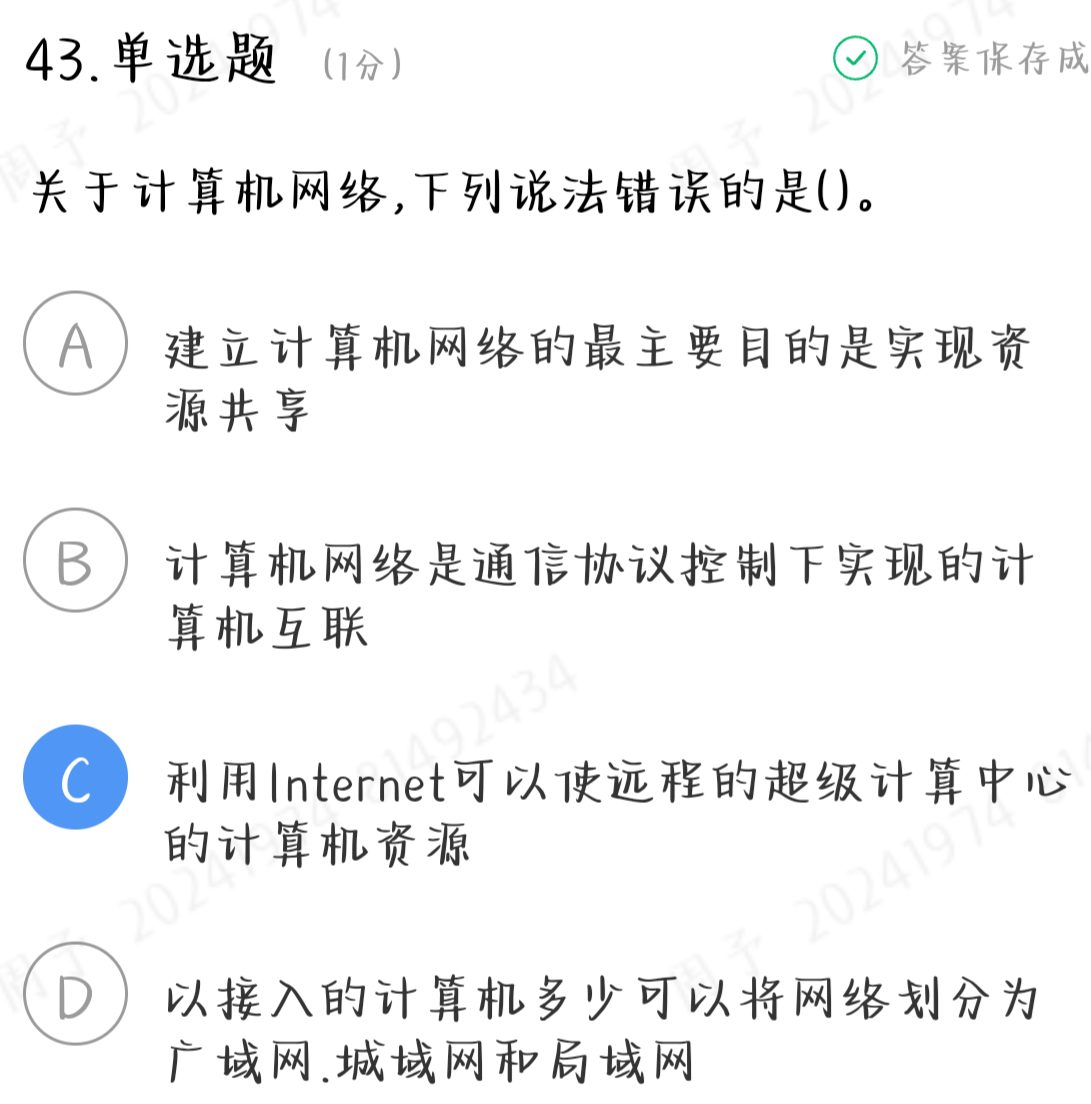 43.单选题 (1分) 答案保存成
关于计算机网络,下列说法错误的是()。
A 建立计算机网络的最主要目的是实现资
源共享
B 计算机网络是通信协议控制下实现的计
算机互联
C 利用Internet可以使远程的超级计算中心
的计算机资源
D 以接入的计算机多少可以将网络划分为
广域网.城域网和局域网